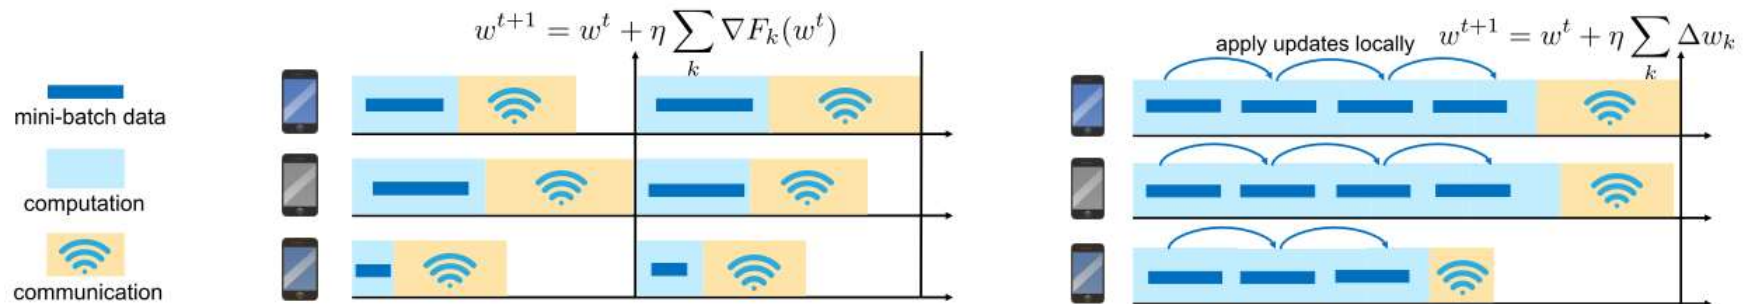 mini-batch data
computation
communication
w^{t+1} = w^t + η ∑_k ∇F_k(w^t)
apply updates locally
w^{t+1} = w^t + η ∑_k Δw_k